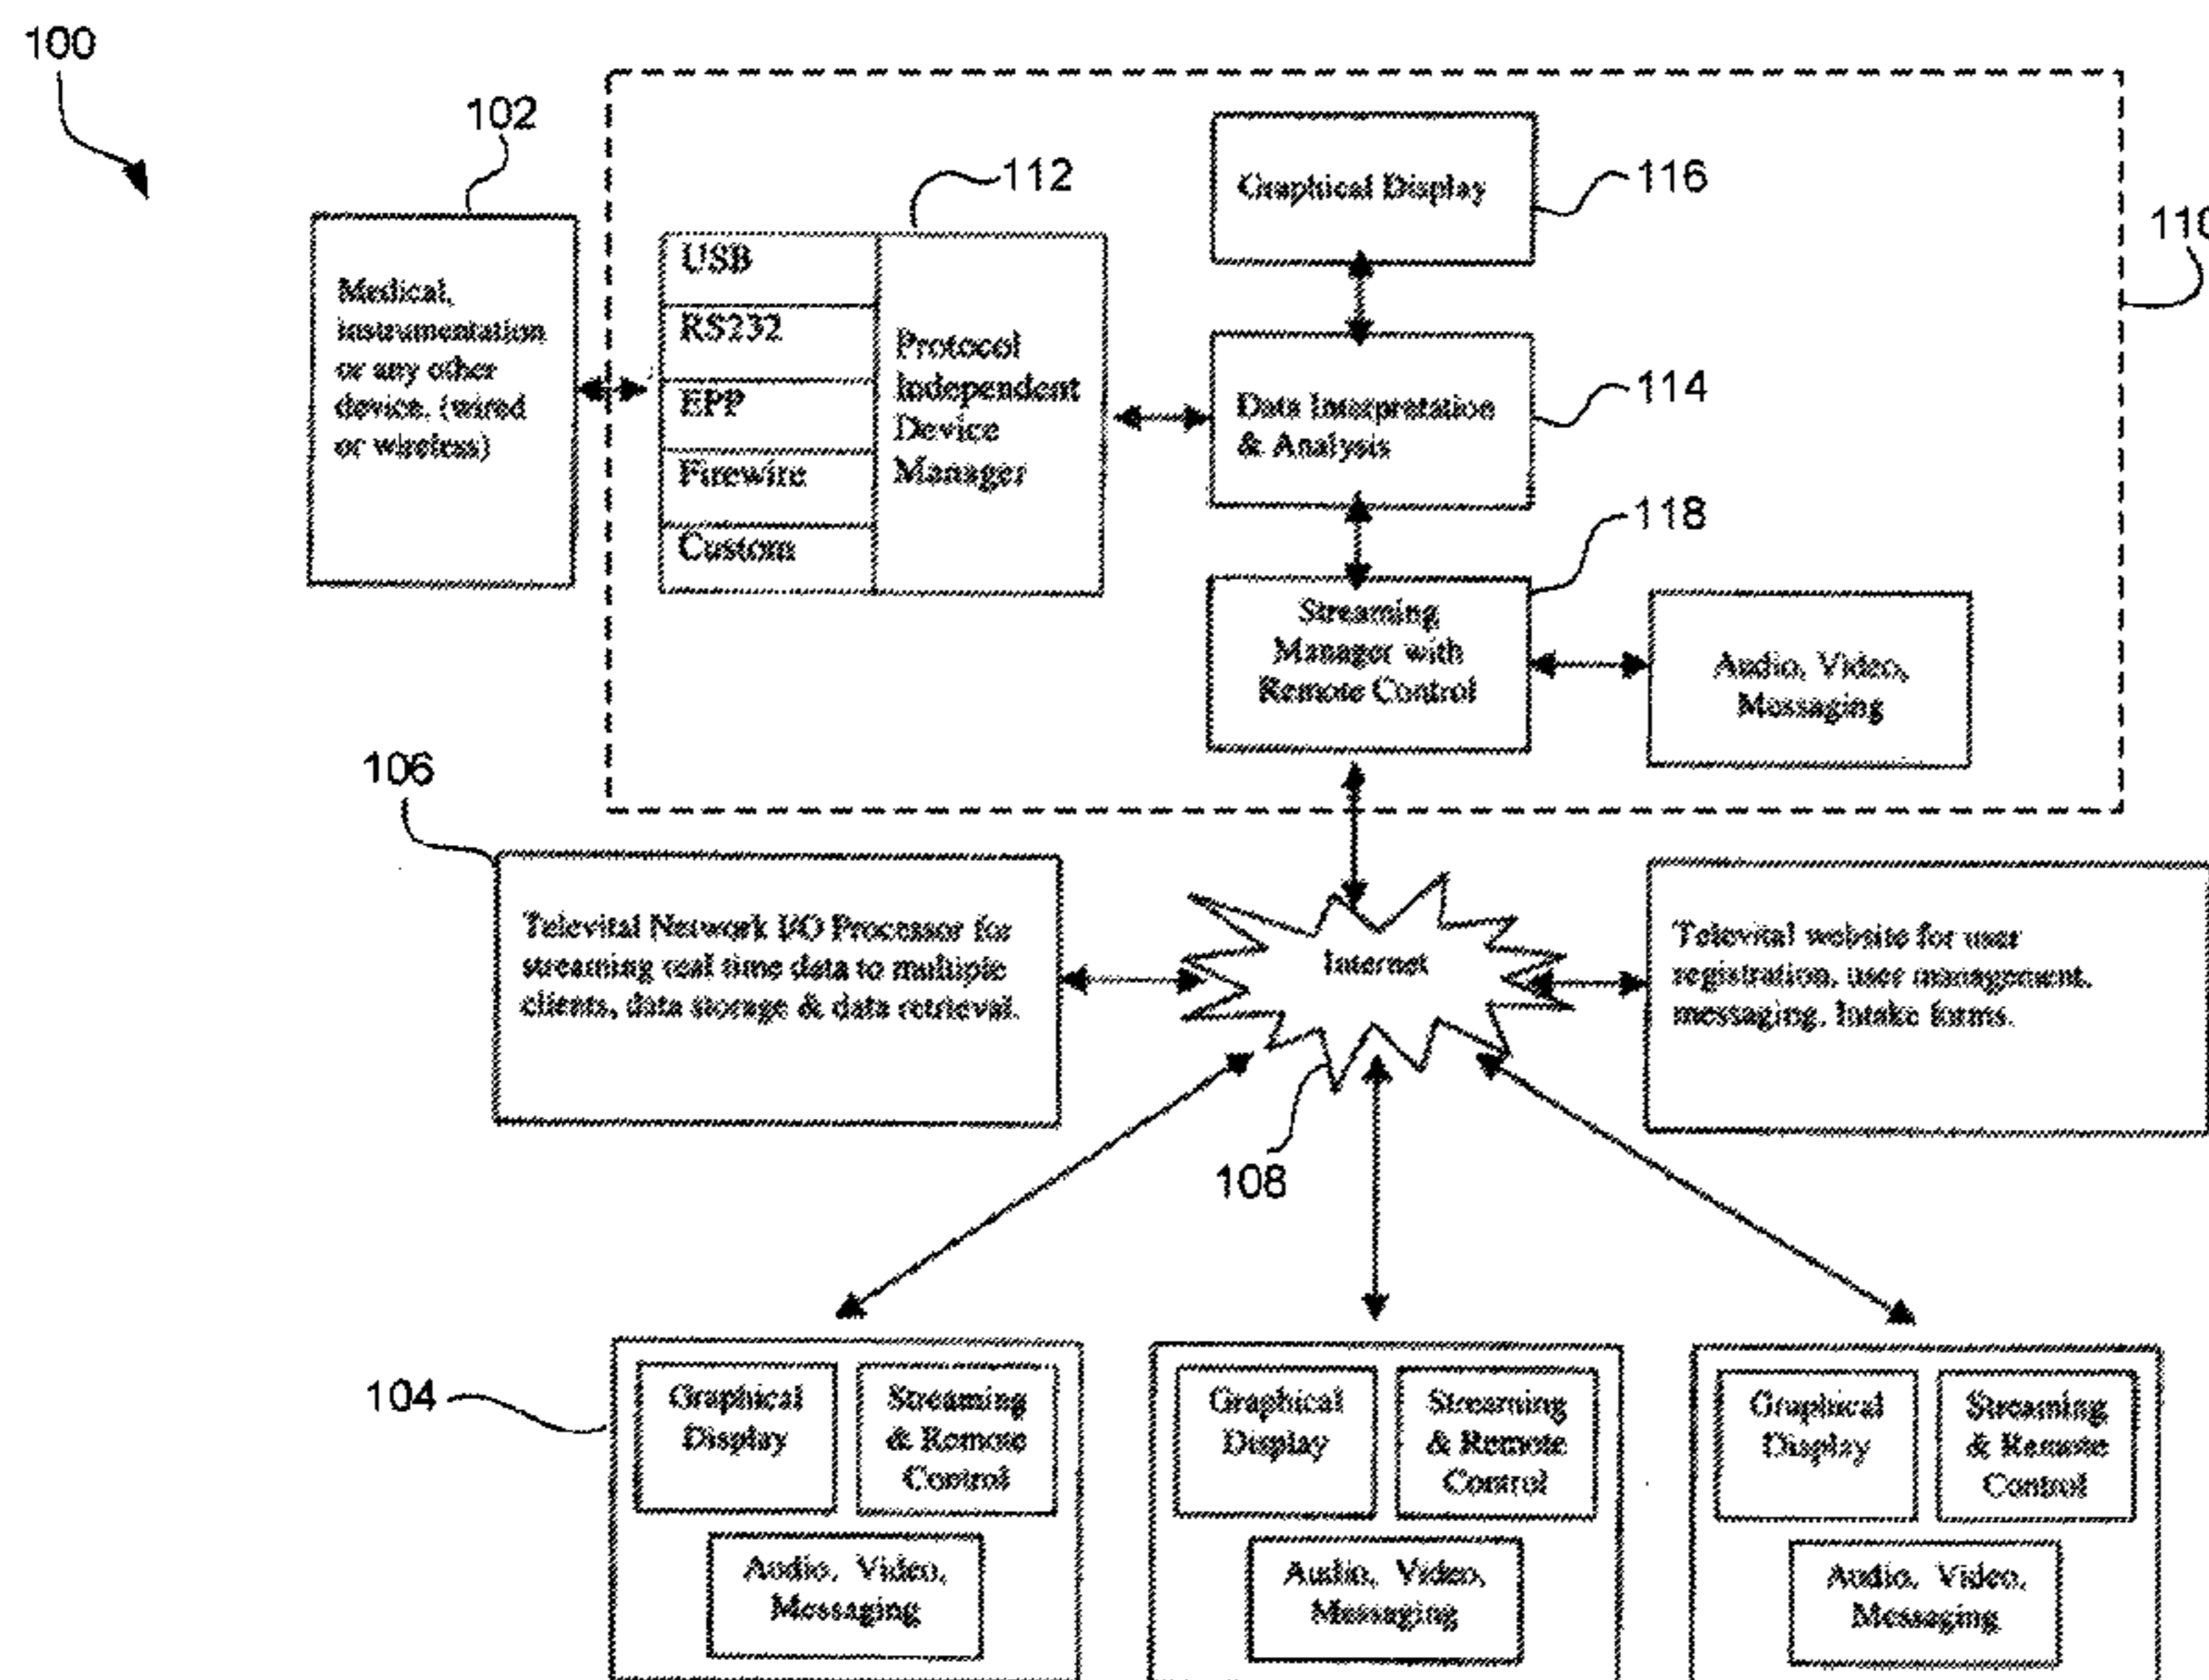 100
102
112
116
110
Graphical Display
Medical,
instrumentation
or any other
device, (wired
or wireless)
USB
RS232
EPP
Firewire
Custom
Protocol
Independent
Device
Manager
114
Data Interpretation
& Analysis
118
Streaming
Manager with
Remote Control
Audio, Video,
Messaging
106
Televital Network I/O Processor for
streaming real time data to multiple
clients, data storage & data retrieval.
Internet
Televital website for user
registration, user management,
messaging, Intake forms.
108
104
Graphical
Display
Streaming
& Remote
Control
Audio, Video,
Messaging
Graphical
Display
Streaming
& Remote
Control
Audio, Video,
Messaging
Graphical
Display
Streaming
& Remote
Control
Audio, Video,
Messaging